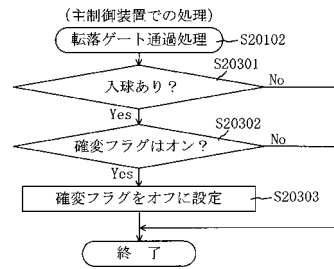 (主制御装置での処理)
転落ゲート通過処理
S20102
S20301
入球あり?
No
Yes
S20302
確変フラグはオン?
No
Yes
確変フラグをオフに設定
S20303
終 了